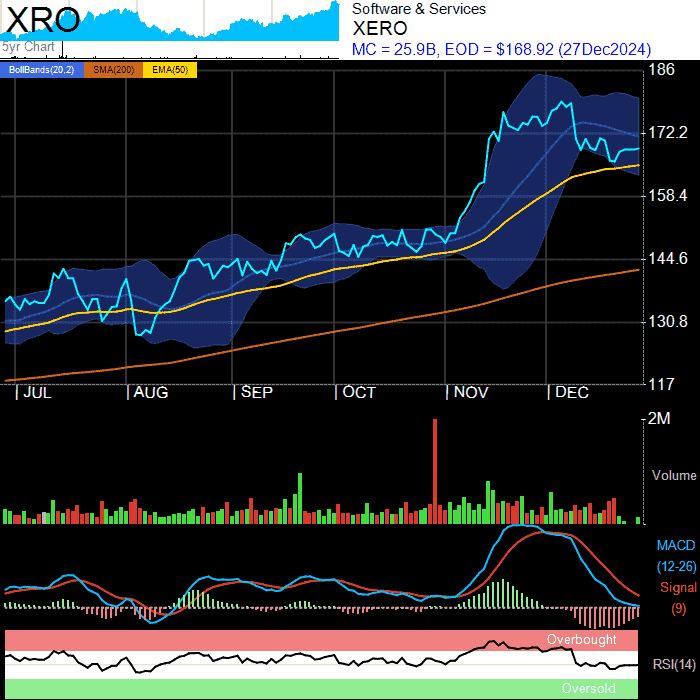 XRO
5yr Chart
Software & Services
XERO
MC = 25.9B, EOD = $168.92 (27Dec2024)
BollBands(20,2) SMA(200) EMA(50)
186
172.2
158.4
144.6
130.8
117
JUL AUG SEP OCT NOV DEC
2M
Volume
MACD
(12-26)
Signal
(9)
Overbought
RSI(14)
Oversold